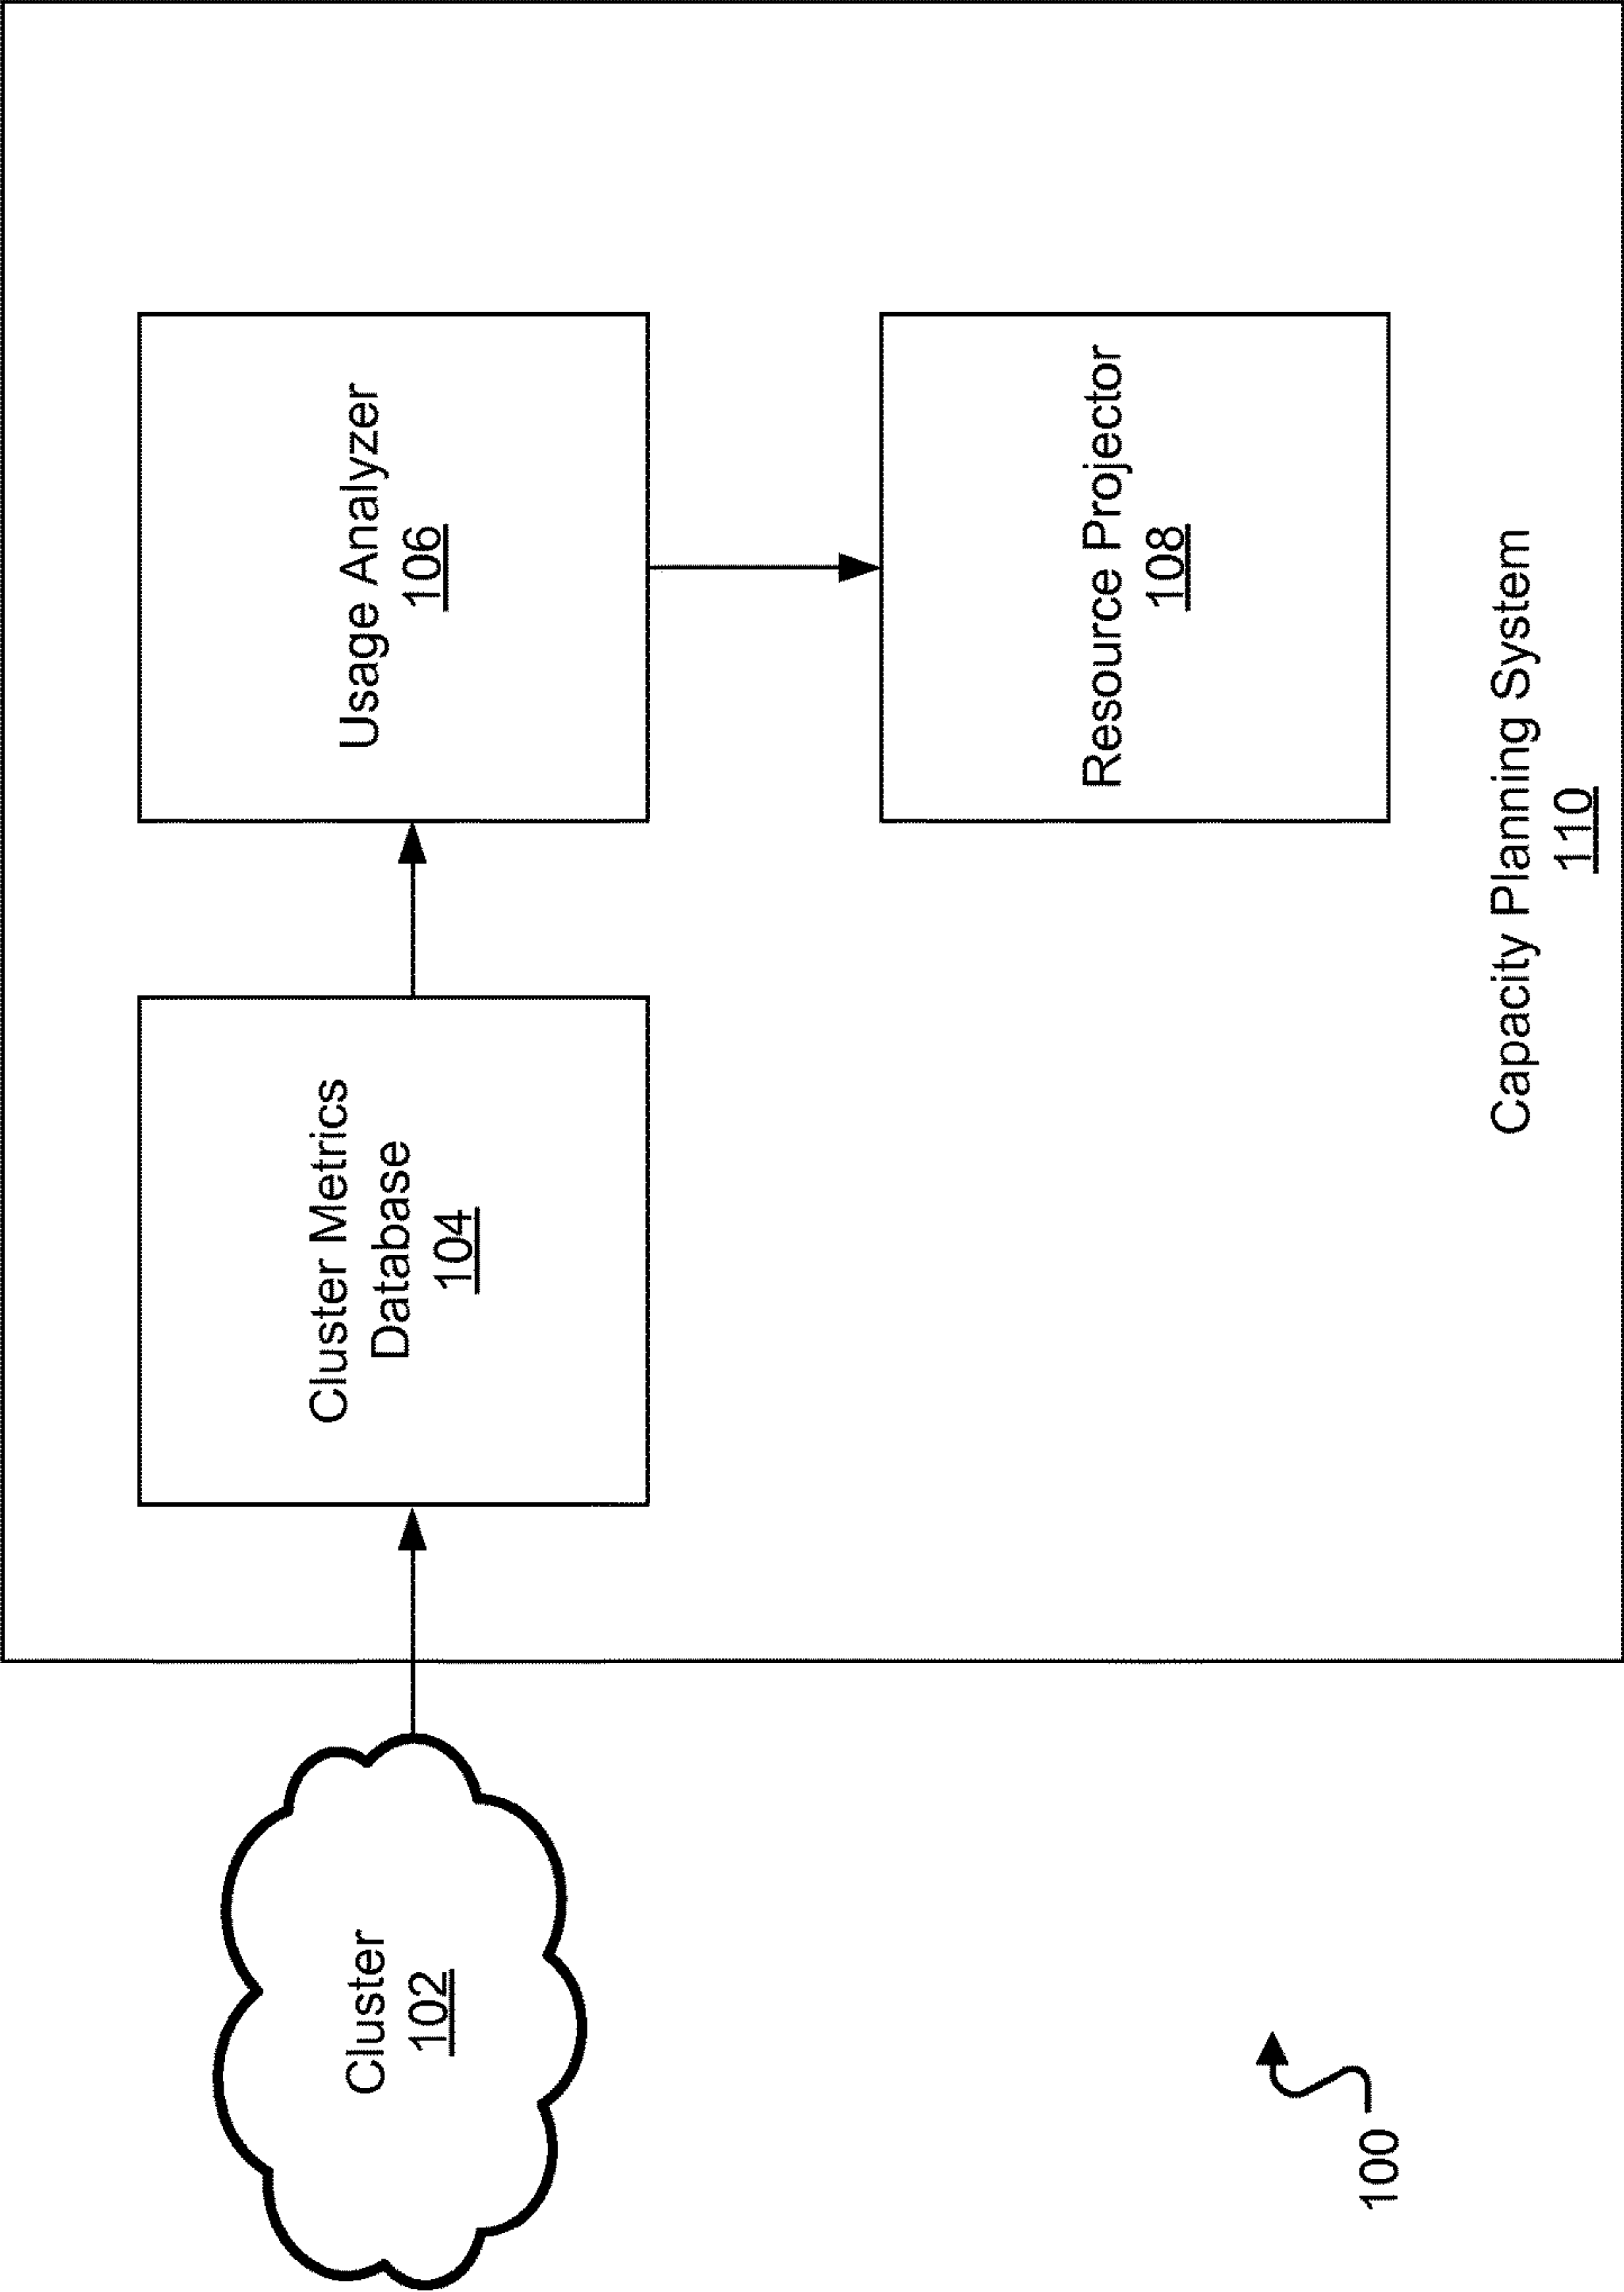 Cluster
102
Cluster Metrics
Database
104
Usage Analyzer
106
Resource Projector
108
Capacity Planning System
110
100